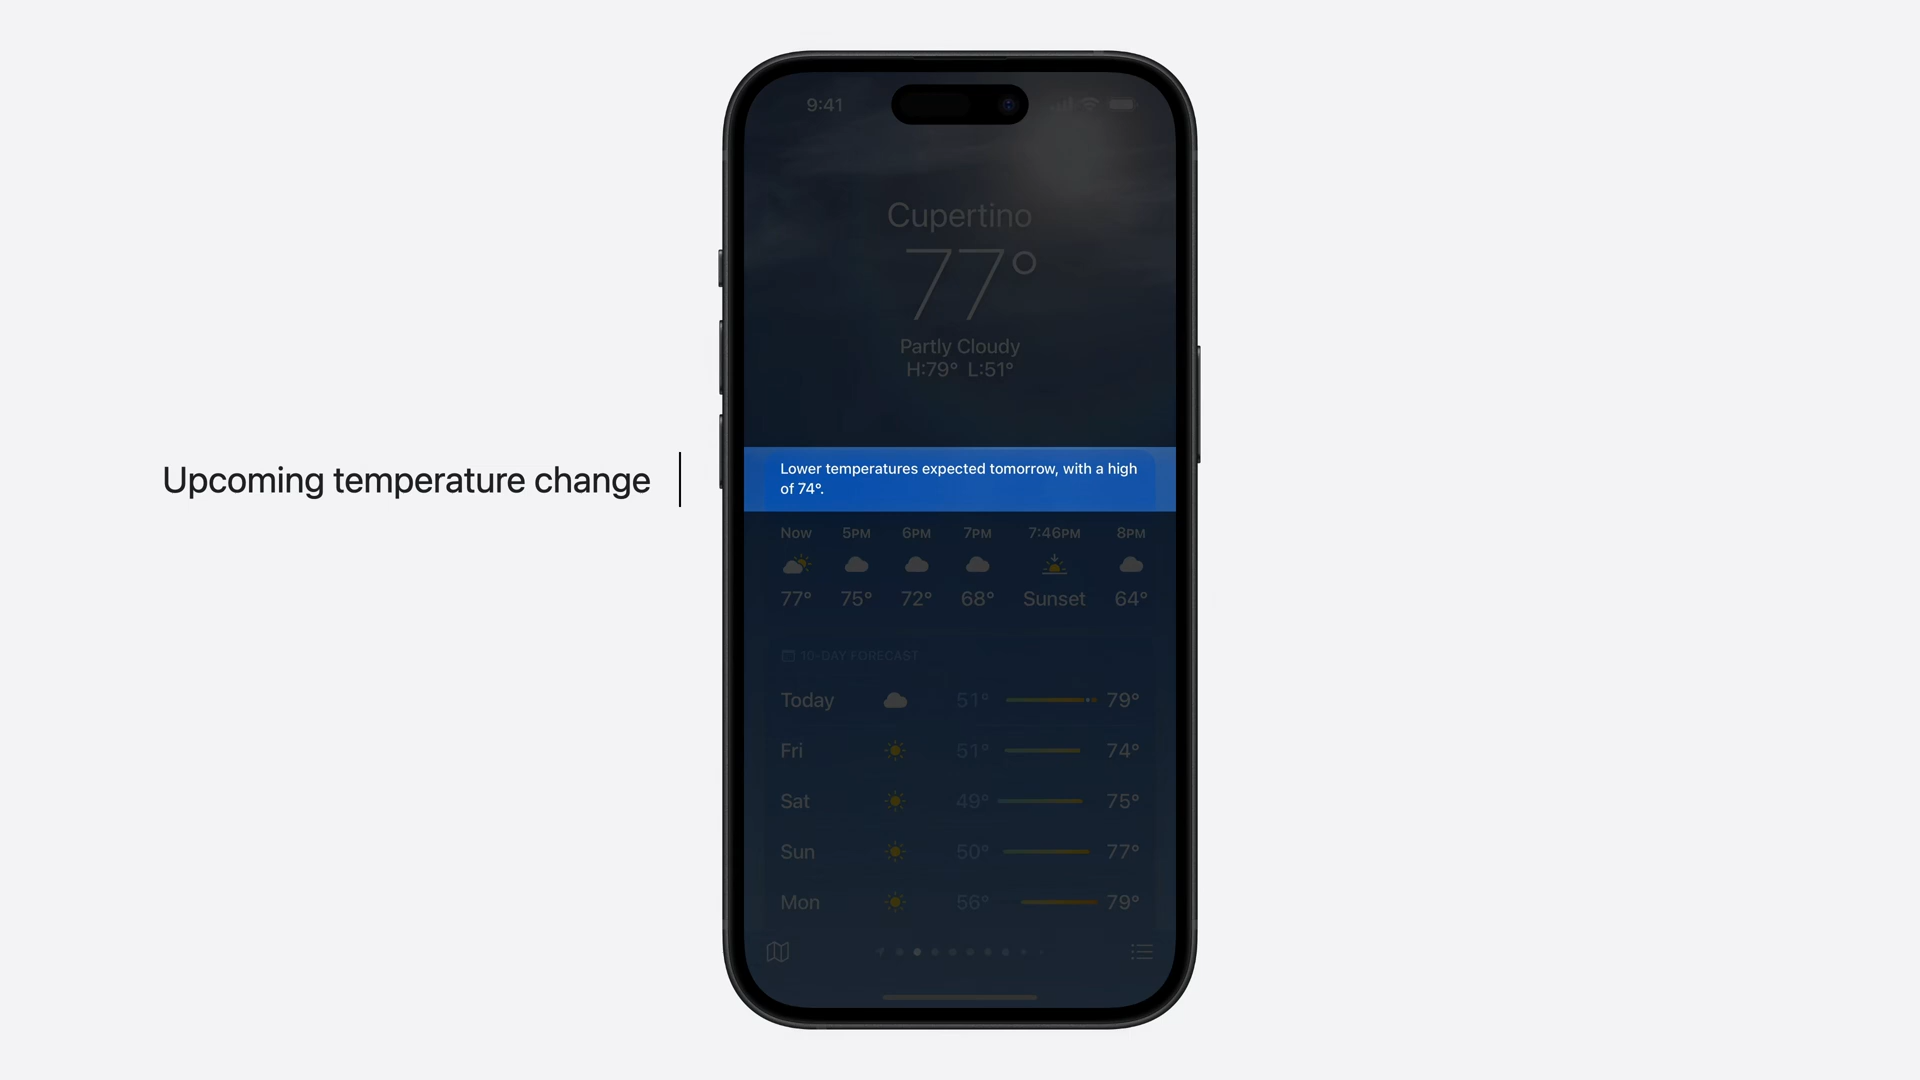 9:41
Cupertino
77°
Partly Cloudy
H:79° L:51°
Upcoming temperature change
Lower temperatures expected tomorrow, with a high
of 74°.
Now 5PM 6PM 7PM 7:46PM 8PM
77° 75° 72° 68° Sunset 64°
10-DAY FORECAST
Today 51° 79°
Fri 51° 74°
Sat 49° 75°
Sun 50° 77°
Mon 56° 79°